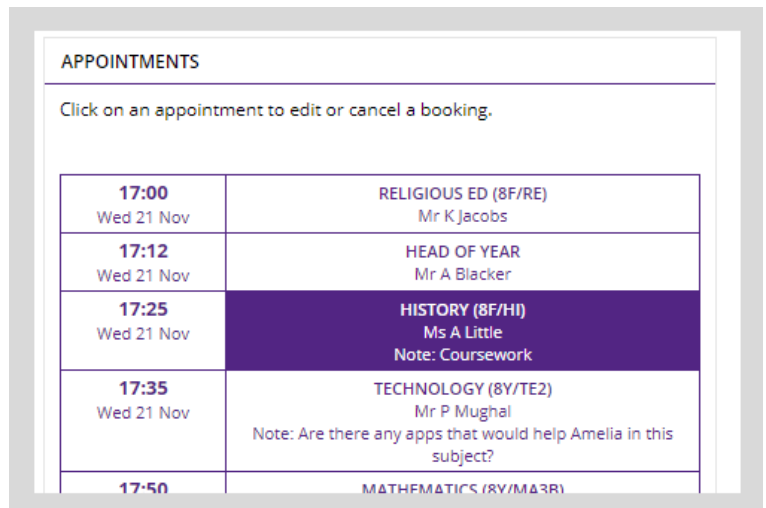 APPOINTMENTS
Click on an appointment to edit or cancel a booking.
17:00
Wed 21 Nov
RELIGIOUS ED (8F/RE)
Mr K Jacobs
17:12
Wed 21 Nov
HEAD OF YEAR
Mr A Blacker
17:25
Wed 21 Nov
HISTORY (8F/HI)
Ms A Little
Note: Coursework
17:35
Wed 21 Nov
TECHNOLOGY (8Y/TE2)
Mr P Mughal
Note: Are there any apps that would help Amelia in this
subject?
17:50
MATHEMATICS (8Y/MA3B)